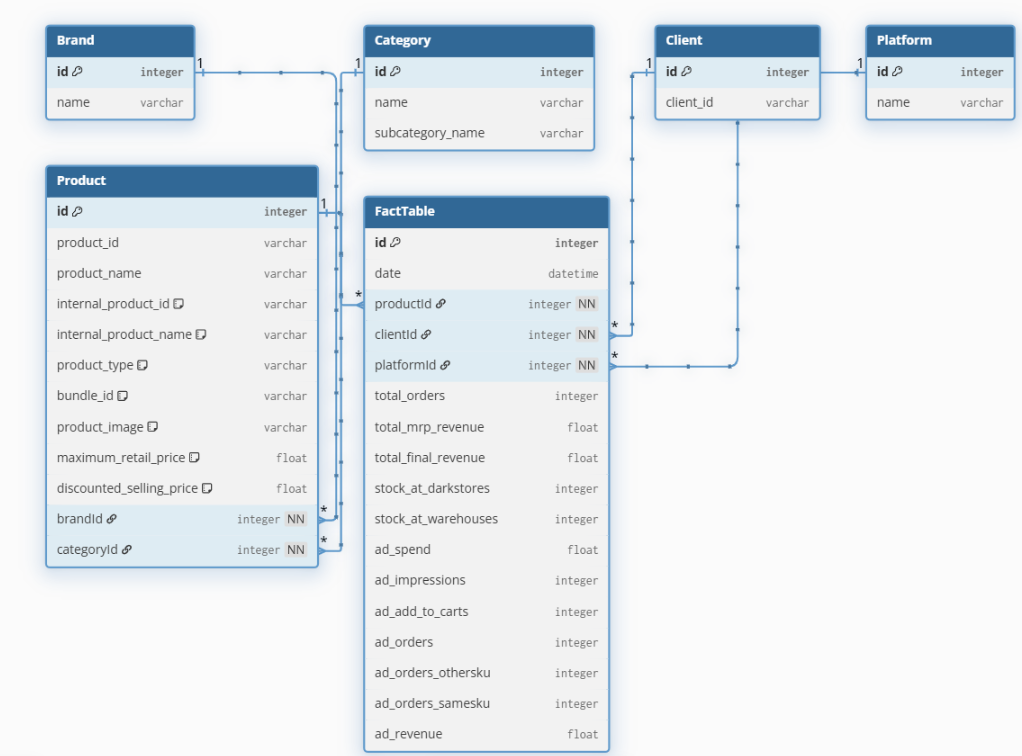 Brand
id integer
name varchar
1
Category
id integer
name varchar
subcategory_name varchar
1
Client
id integer
client_id varchar
1
Platform
id integer
name varchar
1
Product
id integer
product_id varchar
product_name varchar
internal_product_id varchar
internal_product_name varchar
product_type varchar
bundle_id varchar
product_image varchar
maximum_retail_price float
discounted_selling_price float
brandId integer NN
categoryId integer NN
1
*
*
FactTable
id integer
date datetime
* productId integer NN
clientId integer NN *
platformId integer NN *
total_orders integer
total_mrp_revenue float
total_final_revenue float
stock_at_darkstores integer
stock_at_warehouses integer
ad_spend float
ad_impressions integer
ad_add_to_carts integer
ad_orders integer
ad_orders_othersku integer
ad_orders_samesku integer
ad_revenue float